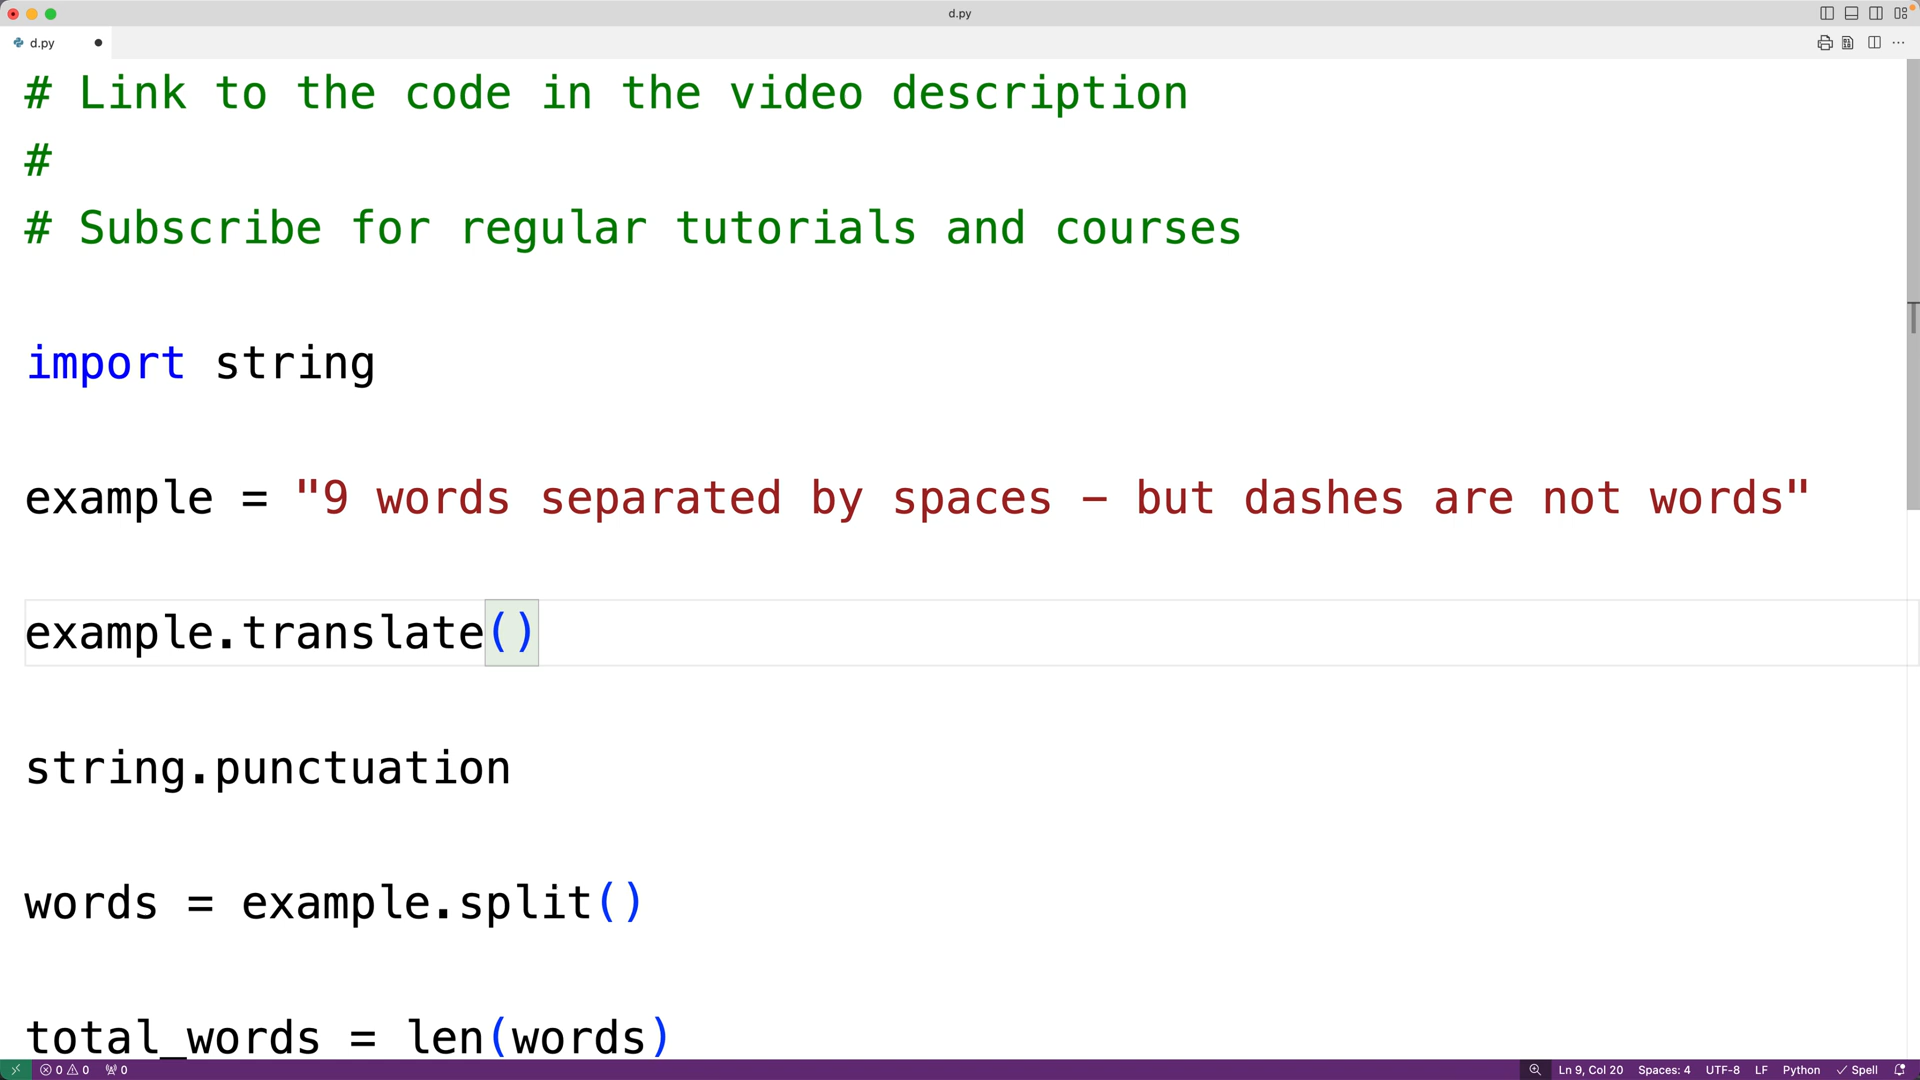 d.py
d.py
# Link to the code in the video description
#
# Subscribe for regular tutorials and courses
import string
example = "9 words separated by spaces - but dashes are not words"
example.translate()
string.punctuation
words = example.split()
total_words = len(words)
0 0 0 Ln 9, Col 20 Spaces: 4 UTF-8 LF Python Spell